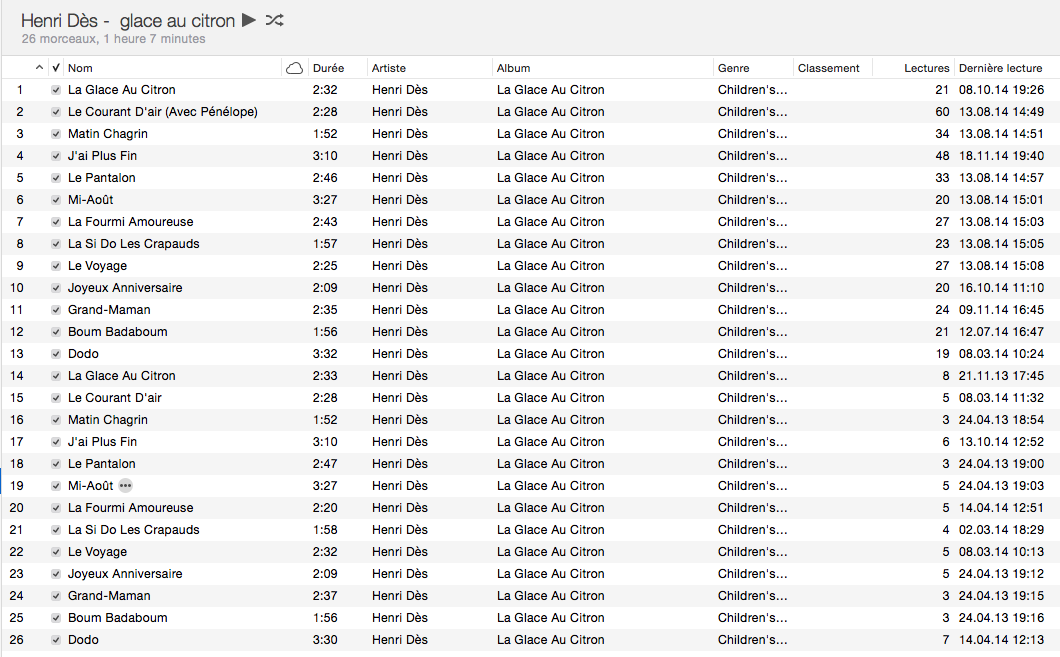 Henri Dès - glace au citron
26 morceaux, 1 heure 7 minutes
Nom Durée Artiste Album Genre Classement Lectures Dernière lecture
1 La Glace Au Citron 2:32 Henri Dès La Glace Au Citron Children's... 21 08.10.14 19:26
2 Le Courant D'air (Avec Pénélope) 2:28 Henri Dès La Glace Au Citron Children's... 60 13.08.14 14:49
3 Matin Chagrin 1:52 Henri Dès La Glace Au Citron Children's... 34 13.08.14 14:51
4 J'ai Plus Fin 3:10 Henri Dès La Glace Au Citron Children's... 48 18.11.14 19:40
5 Le Pantalon 2:46 Henri Dès La Glace Au Citron Children's... 33 13.08.14 14:57
6 Mi-Août 3:27 Henri Dès La Glace Au Citron Children's... 20 13.08.14 15:01
7 La Fourmi Amoureuse 2:43 Henri Dès La Glace Au Citron Children's... 27 13.08.14 15:03
8 La Si Do Les Crapauds 1:57 Henri Dès La Glace Au Citron Children's... 23 13.08.14 15:05
9 Le Voyage 2:25 Henri Dès La Glace Au Citron Children's... 27 13.08.14 15:08
10 Joyeux Anniversaire 2:09 Henri Dès La Glace Au Citron Children's... 20 16.10.14 11:10
11 Grand-Maman 2:35 Henri Dès La Glace Au Citron Children's... 24 09.11.14 16:45
12 Boum Badaboum 1:56 Henri Dès La Glace Au Citron Children's... 21 12.07.14 16:47
13 Dodo 3:32 Henri Dès La Glace Au Citron Children's... 19 08.03.14 10:24
14 La Glace Au Citron 2:33 Henri Dès La Glace Au Citron Children's... 8 21.11.13 17:45
15 Le Courant D'air 2:28 Henri Dès La Glace Au Citron Children's... 5 08.03.14 11:32
16 Matin Chagrin 1:52 Henri Dès La Glace Au Citron Children's... 3 24.04.13 18:54
17 J'ai Plus Fin 3:10 Henri Dès La Glace Au Citron Children's... 6 13.10.14 12:52
18 Le Pantalon 2:47 Henri Dès La Glace Au Citron Children's... 3 24.04.13 19:00
19 Mi-Août 3:27 Henri Dès La Glace Au Citron Children's... 5 24.04.13 19:03
20 La Fourmi Amoureuse 2:20 Henri Dès La Glace Au Citron Children's... 5 14.04.14 12:51
21 La Si Do Les Crapauds 1:58 Henri Dès La Glace Au Citron Children's... 4 02.03.14 18:29
22 Le Voyage 2:32 Henri Dès La Glace Au Citron Children's... 5 08.03.14 10:13
23 Joyeux Anniversaire 2:09 Henri Dès La Glace Au Citron Children's... 5 24.04.13 19:12
24 Grand-Maman 2:37 Henri Dès La Glace Au Citron Children's... 3 24.04.13 19:15
25 Boum Badaboum 1:56 Henri Dès La Glace Au Citron Children's... 3 24.04.13 19:16
26 Dodo 3:30 Henri Dès La Glace Au Citron Children's... 7 14.04.14 12:13